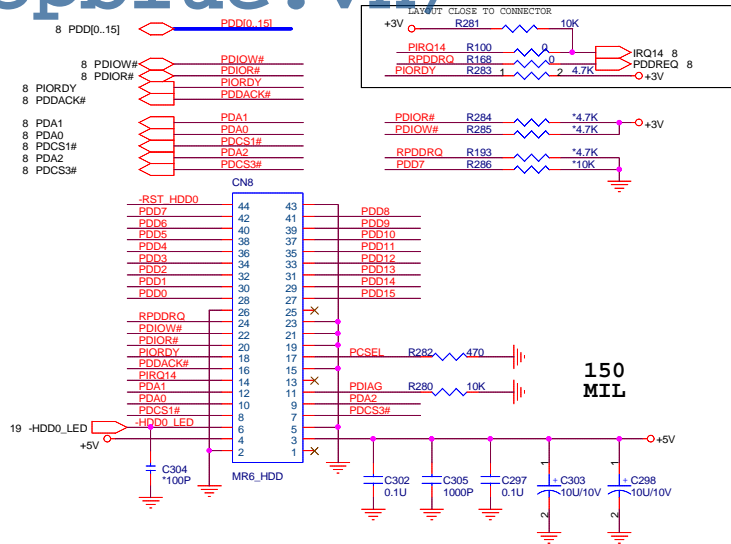 8 PDD[0..15] PDD[0..15]
LAYOUT CLOSE TO CONNECTOR
+3V R281 10K
PIRQ14 R100 0 IRQ14 8
RPDDRQ R168 0 PDDREQ 8
PIORDY R283 1 2 4.7K +3V
8 PDIOW# PDIOW#
8 PDIOR# PDIOR#
8 PIORDY PIORDY
8 PDDACK# PDDACK#
8 PDA1 PDA1
8 PDA0 PDA0
8 PDCS1# PDCS1#
8 PDA2 PDA2
8 PDCS3# PDCS3#
PDIOR# R284 *4.7K +3V
PDIOW# R285 *4.7K
RPDDRQ R193 *4.7K
PDD7 R286 *10K
CN8
-RST_HDD0 44 43
PDD7 42 41 PDD8
PDD6 40 39 PDD9
PDD5 38 37 PDD10
PDD4 36 35 PDD11
PDD3 34 33 PDD12
PDD2 32 31 PDD13
PDD1 30 29 PDD14
PDD0 28 27 PDD15
26 25
RPDDRQ 24 23
PDIOW# 22 21
PDIOR# 20 19
PIORDY 18 17 PCSEL R282 470
PDDACK# 16 15
PIRQ14 14 13
PDA1 12 11 PDIAG R280 10K
PDA0 10 9 PDA2
PDCS1# 8 7 PDCS3#
19 -HDD0_LED -HDD0_LED 6 5
+5V 4 3 +5V
2 1
MR6_HDD
150
MIL
C304
*100P
C302
0.1U
C305
1000P
C297
0.1U
1 + C303
10U/10V
2
1 + C298
10U/10V
2